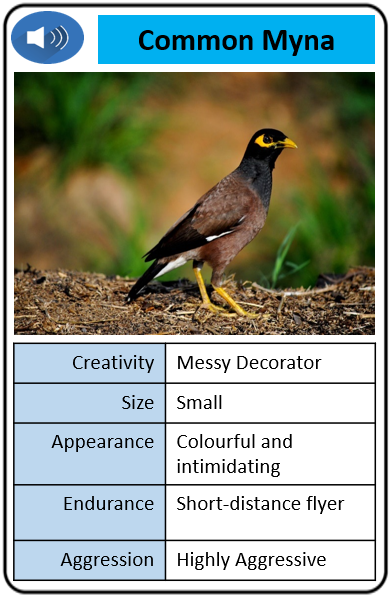 Common Myna
Creativity Messy Decorator
Size Small
Appearance Colourful and
intimidating
Endurance Short-distance flyer
Aggression Highly Aggressive